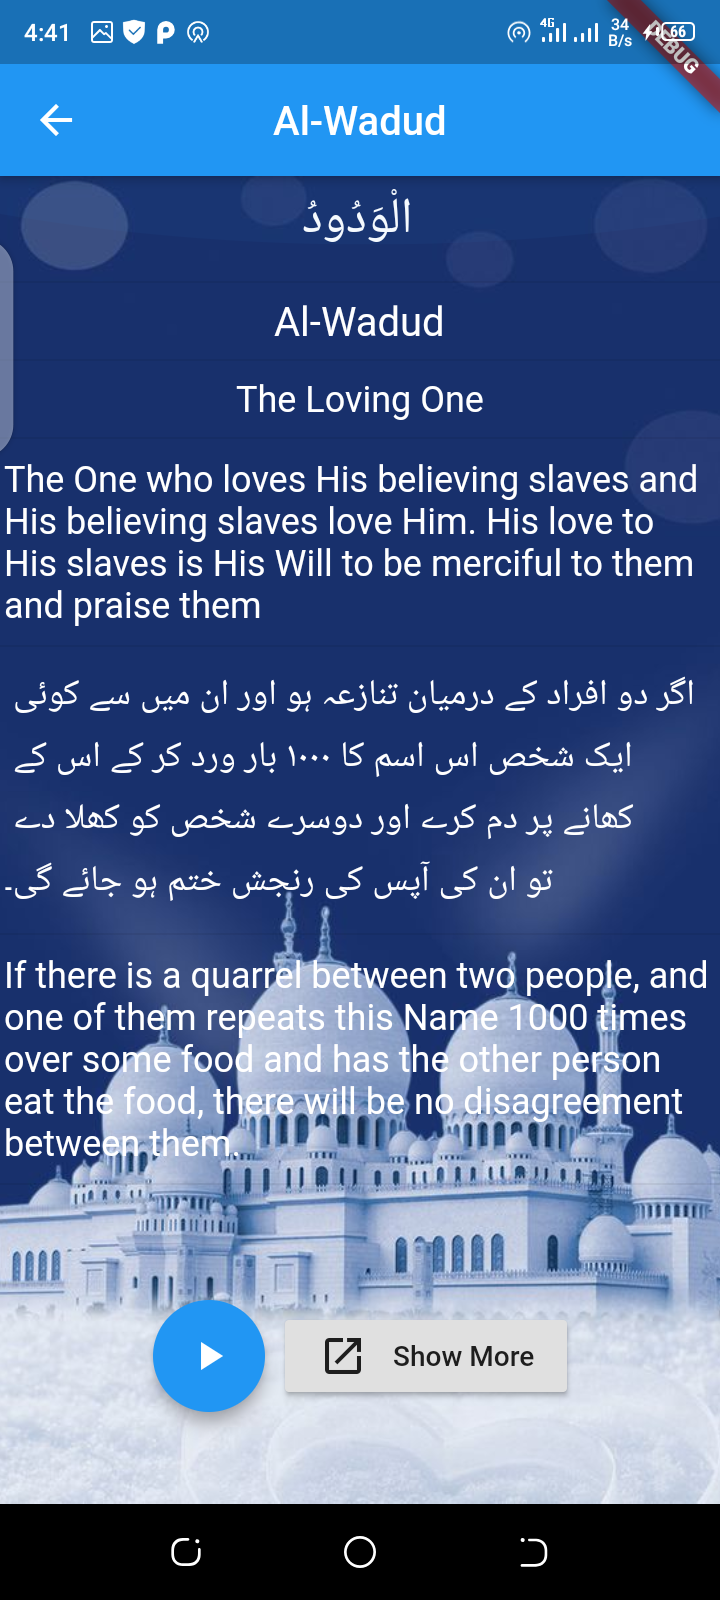 4:41
4G
34
B/s
66
DEBUG
Al-Wadud
الْوَدُودُ
Al-Wadud
The Loving One
The One who loves His believing slaves and
His believing slaves love Him. His love to
His slaves is His Will to be merciful to them
and praise them
اگر دو افراد کے درمیان تنازعہ ہو اور ان میں سے کوئی
ایک شخص اس اسم کا ۱۰۰۰ بار ورد کر کے اس کے
کھانے پر دم کرے اور دوسرے شخص کو کھلا دے
تو ان کی آپس کی رنجش ختم ہو جائے گی۔
If there is a quarrel between two people, and
one of them repeats this Name 1000 times
over some food and has the other person
eat the food, there will be no disagreement
between them.
Show More